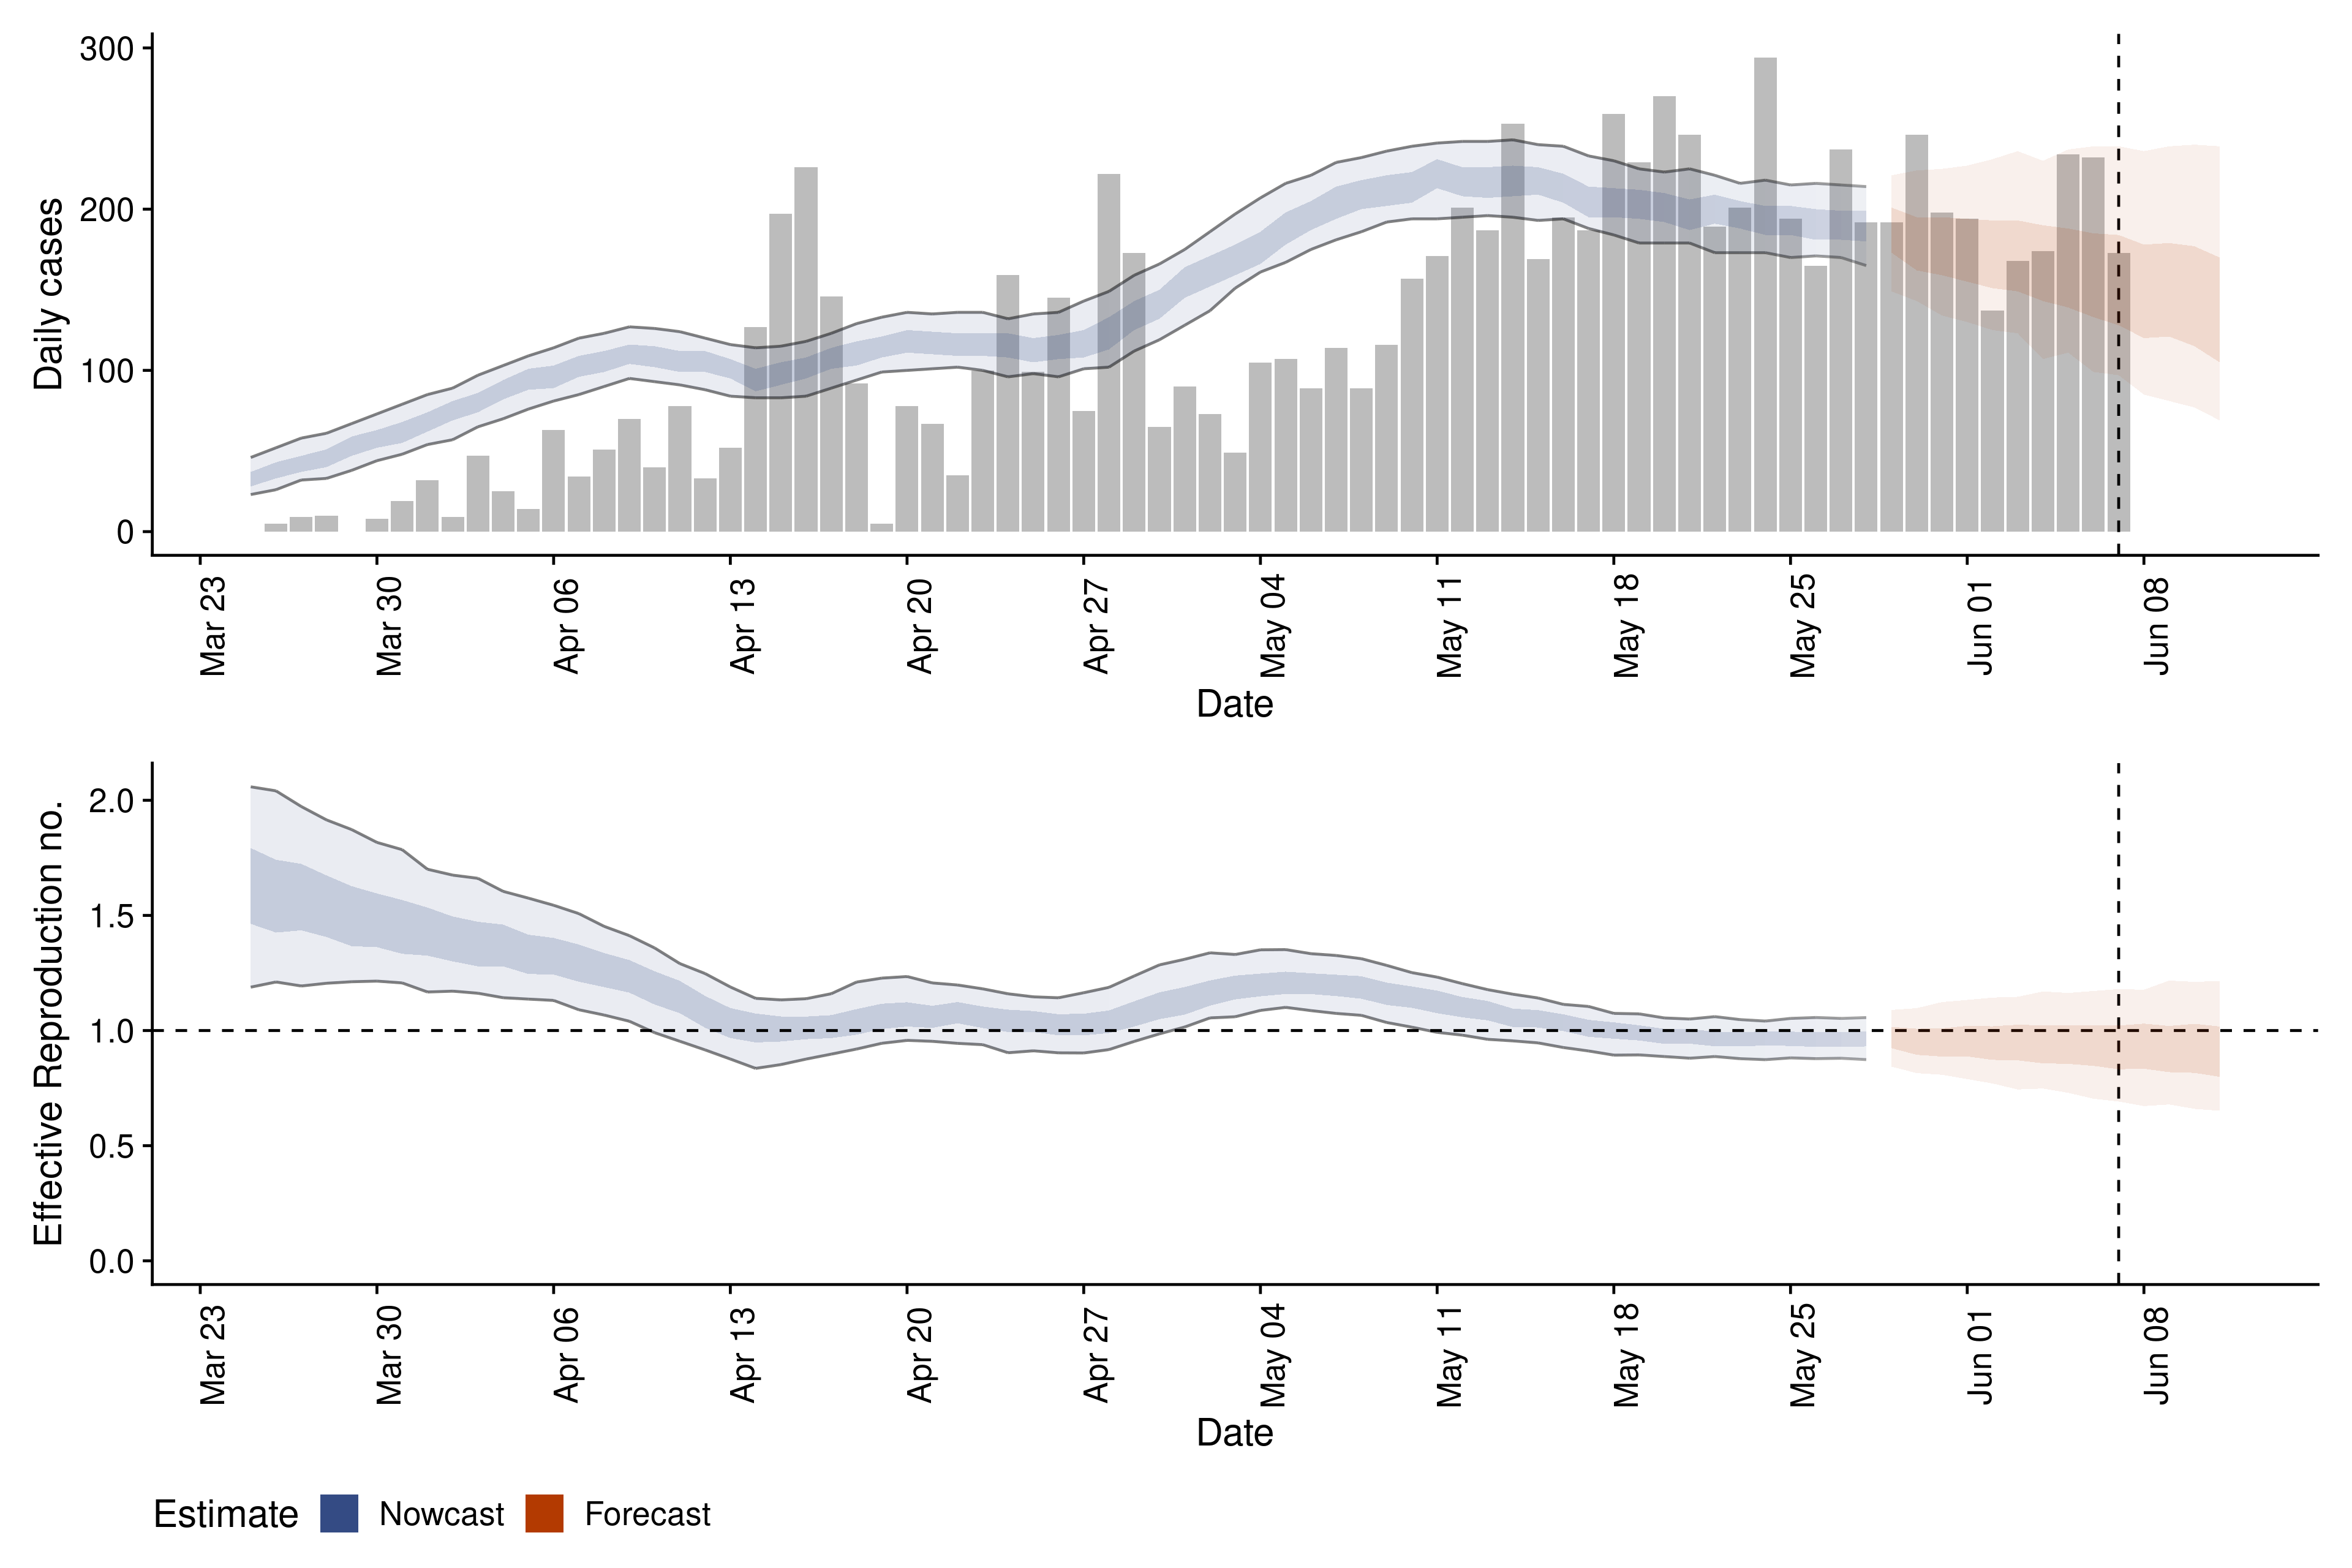 Daily cases
300
200
100
0
Mar 23
Mar 30
Apr 06
Apr 13
Apr 20
Apr 27
May 04
May 11
May 18
May 25
Jun 01
Jun 08
Date
Effective Reproduction no.
2.0
1.5
1.0
0.5
0.0
Mar 23
Mar 30
Apr 06
Apr 13
Apr 20
Apr 27
May 04
May 11
May 18
May 25
Jun 01
Jun 08
Date
Estimate Nowcast Forecast